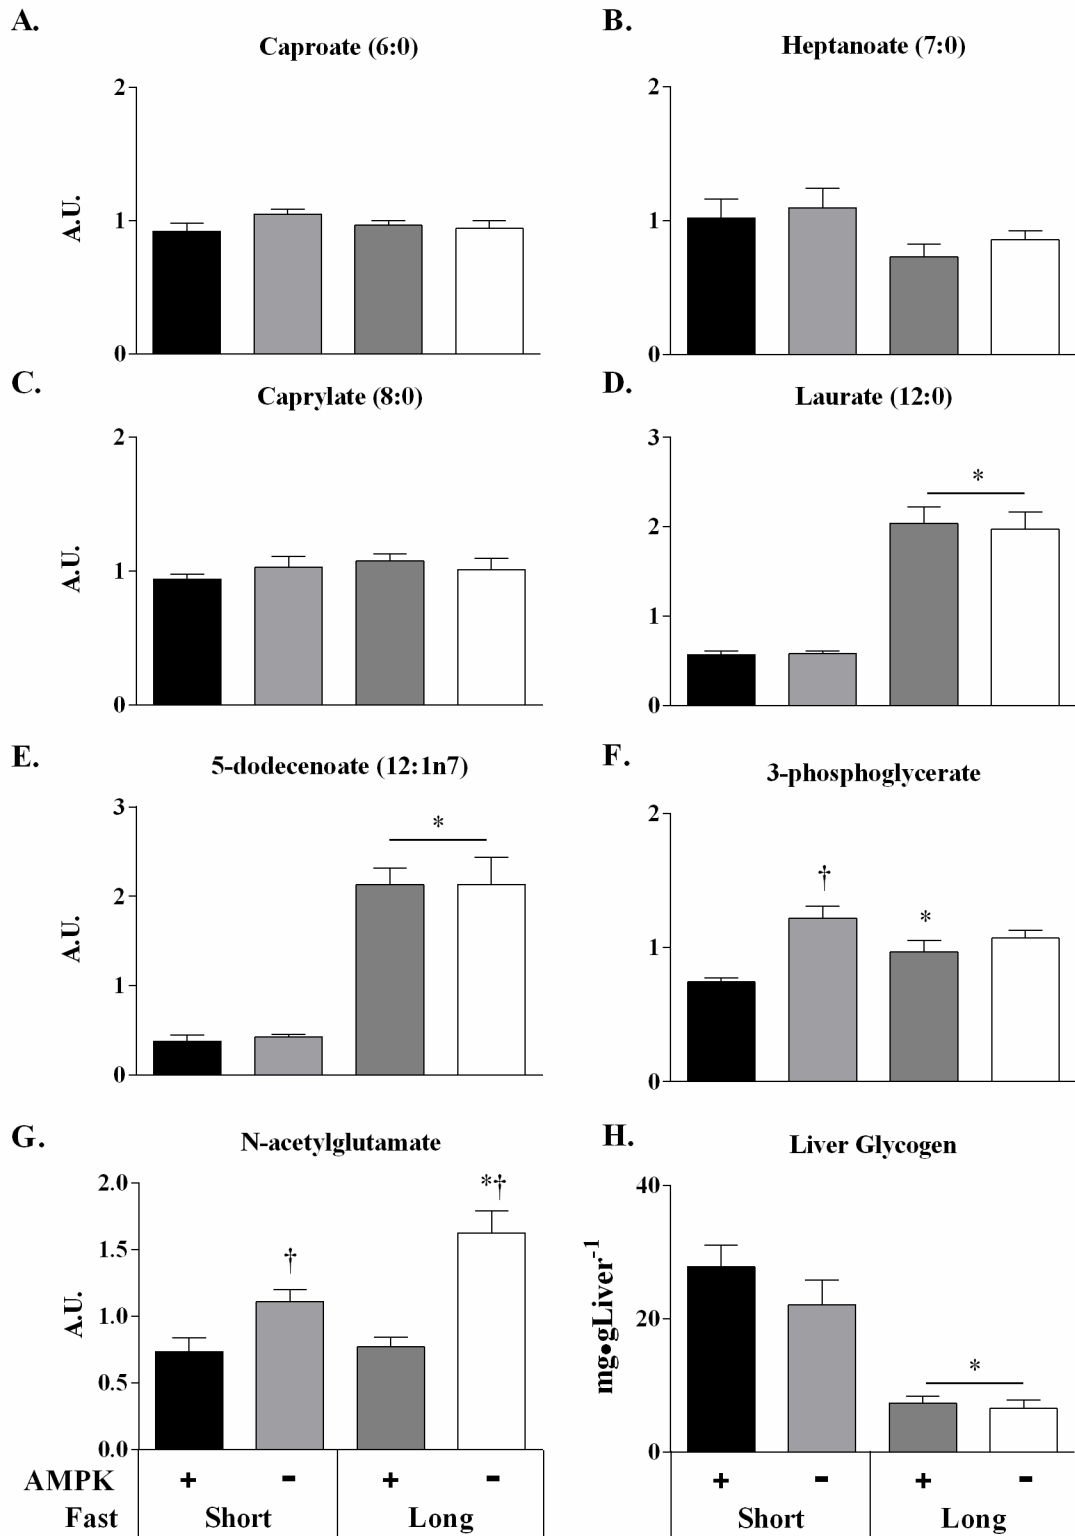 A.
Caproate (6:0)
2
1
0
A.U.
B.
Heptanoate (7:0)
2
1
0
C.
Caprylate (8:0)
2
1
0
A.U.
D.
Laurate (12:0)
3
2
1
0
*
E.
5-dodecenoate (12:1n7)
3
2
1
0
A.U.
*
F.
3-phosphoglycerate
2
1
0
†
*
G.
N-acetylglutamate
2.0
1.5
1.0
0.5
0.0
A.U.
†
*†
H.
Liver Glycogen
40
20
0
mg•gLiver-1
*
AMPK + - + - + - + -
Fast Short Long Short Long